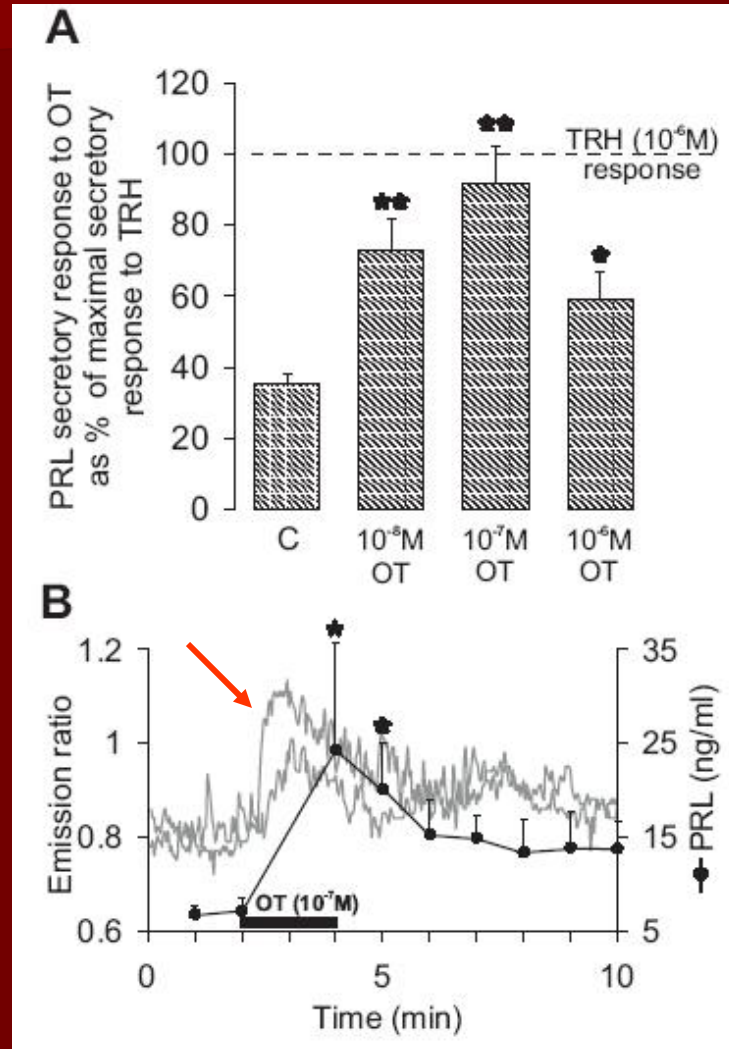 A
PRL secretory response to OT
as % of maximal secretory
response to TRH
120
100
80
60
40
20
0
TRH (10⁻⁶M)
response
C
10⁻⁸M
OT
10⁻⁷M
OT
10⁻⁶M
OT
B
Emission ratio
1.2
1
0.8
0.6
35
25
15
5
PRL (ng/ml)
OT (10⁻⁷M)
0
5
10
Time (min)